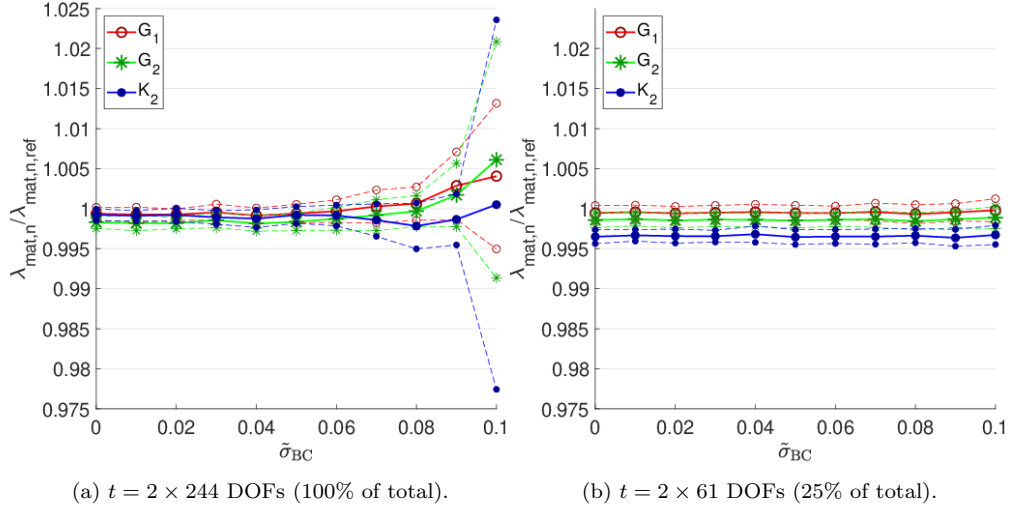 1.025
1.02
1.015
1.01
1.005
1
0.995
0.99
0.985
0.98
0.975
λmat,n/λmat,n,ref
G1
G2
K2
0
0.02
0.04
0.06
0.08
0.1
σ̃BC
(a) t = 2 × 244 DOFs (100% of total).
1.02
1.015
1.01
1.005
1
0.995
0.99
0.985
0.98
0.975
λmat,n/λmat,n,ref
G1
G2
K2
0
0.02
0.04
0.06
0.08
0.1
σ̃BC
(b) t = 2 × 61 DOFs (25% of total).